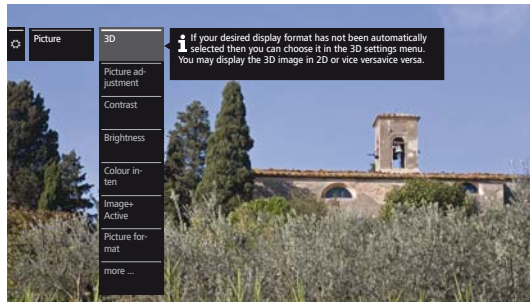 Picture
3D
If your desired display format has not been automatically
selected then you can choose it in the 3D settings menu.
You may display the 3D image in 2D or vice versavice versa.
Picture ad-
justment
Contrast
Brightness
Colour in-
ten
Image+
Active
Picture for-
mat
more ...